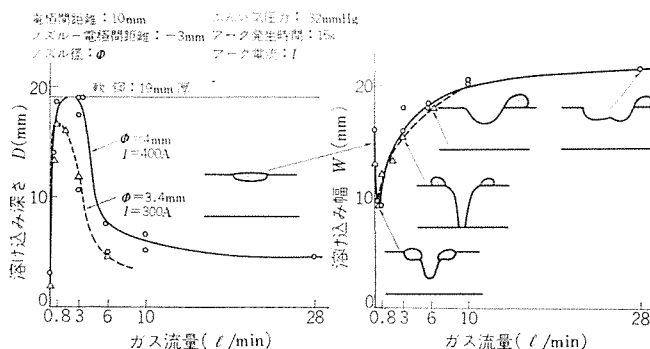 電極間距離：10mm
ふんい気圧力：32mmHg
ノズル－電極間距離：－3mm
アーク発生時間：15s
ノズル径：Φ
アーク電流：I
軟鋼：19mm厚
20
10
0
溶け込み深さ D(mm)
Φ=4mm
I=400A
Φ=3.4mm
I=300A
0.8 3 6 10 28
ガス流量(ℓ/min)
20
10
0
溶け込み幅 W(mm)
0.8 3 6 10 28
ガス流量(ℓ/min)